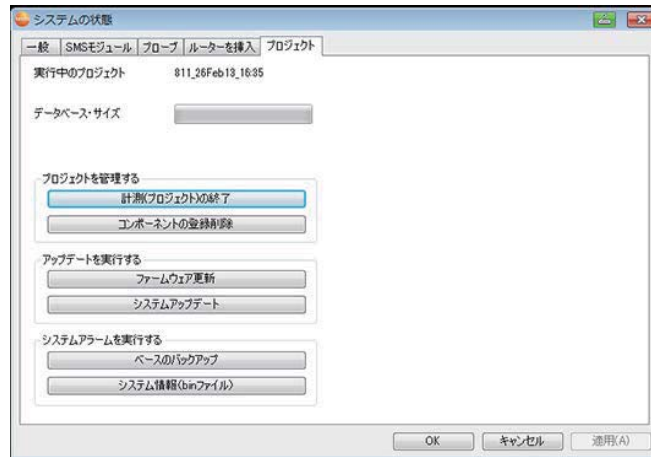 システムの状態
一般 SMSモジュール プローブ ルーターを挿入 プロジェクト
実行中のプロジェクト 811_26Feb13_16:35
データベース・サイズ
プロジェクトを管理する
計測(プロジェクト)の終了
コンポーネントの登録削除
アップデートを実行する
ファームウェア更新
システムアップデート
システムアラームを実行する
ベースのバックアップ
システム情報(binファイル)
OK キャンセル 適用(A)